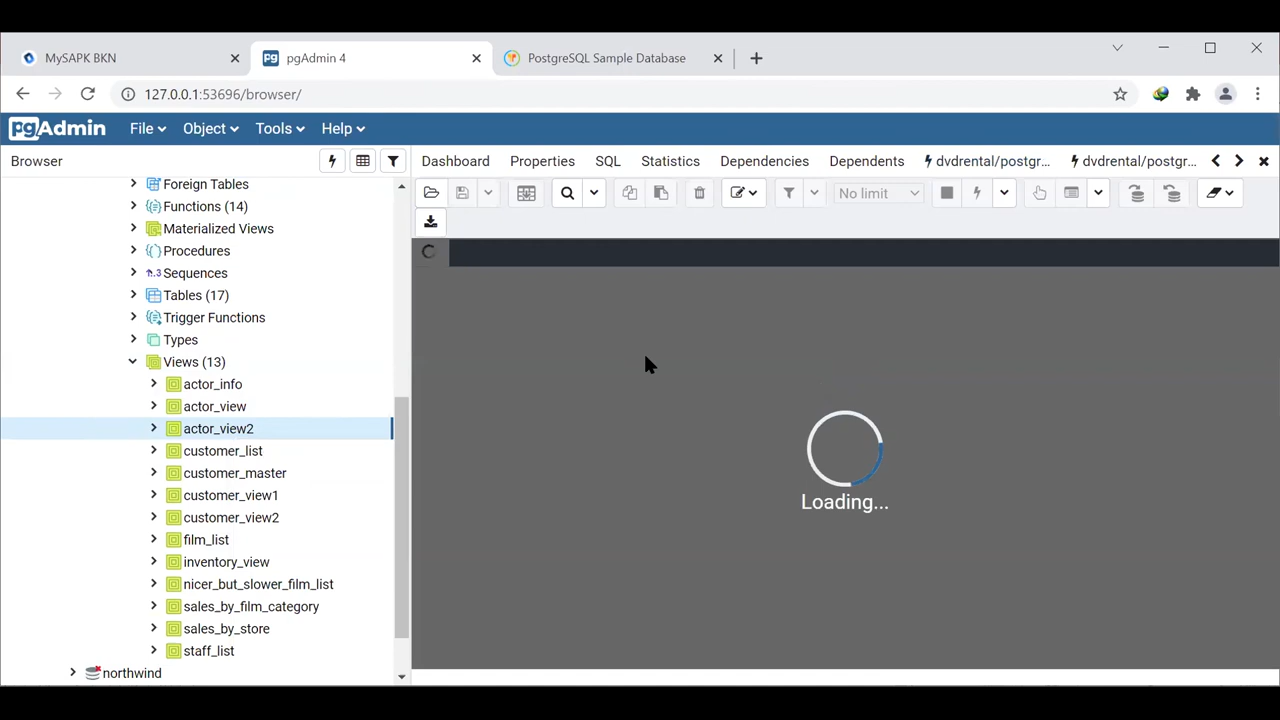 MySAPK BKN
pgAdmin 4
PostgreSQL Sample Database
127.0.0.1:53696/browser/
pgAdmin File Object Tools Help
Browser
Dashboard Properties SQL Statistics Dependencies Dependents dvdrental/postgr... dvdrental/postgr...
No limit
Foreign Tables
Functions (14)
Materialized Views
Procedures
1..3 Sequences
Tables (17)
Trigger Functions
Types
Views (13)
actor_info
actor_view
actor_view2
customer_list
customer_master
customer_view1
customer_view2
film_list
inventory_view
nicer_but_slower_film_list
sales_by_film_category
sales_by_store
staff_list
northwind
Loading...